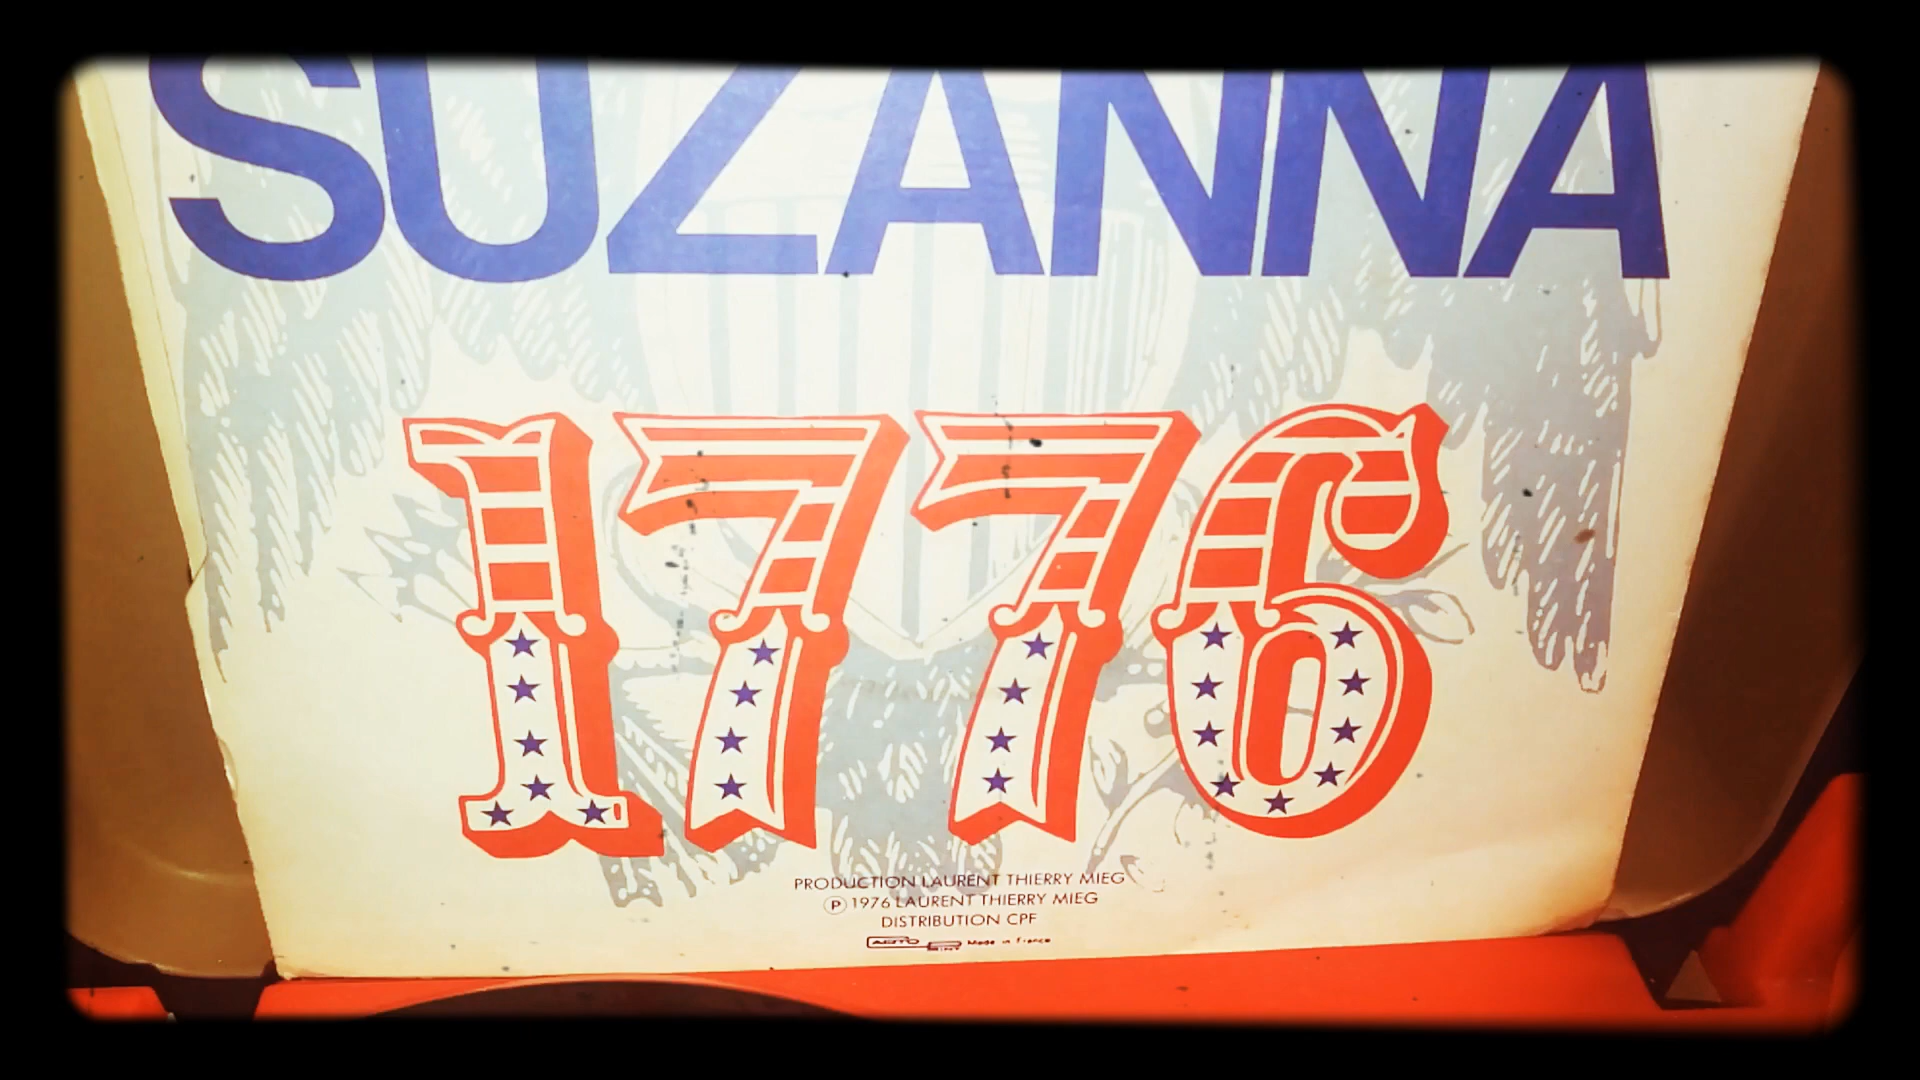 SUZANNA
1776
PRODUCTION LAURENT THIERRY MIEG
Ⓟ 1976 LAURENT THIERRY MIEG
DISTRIBUTION CPF
Made in France